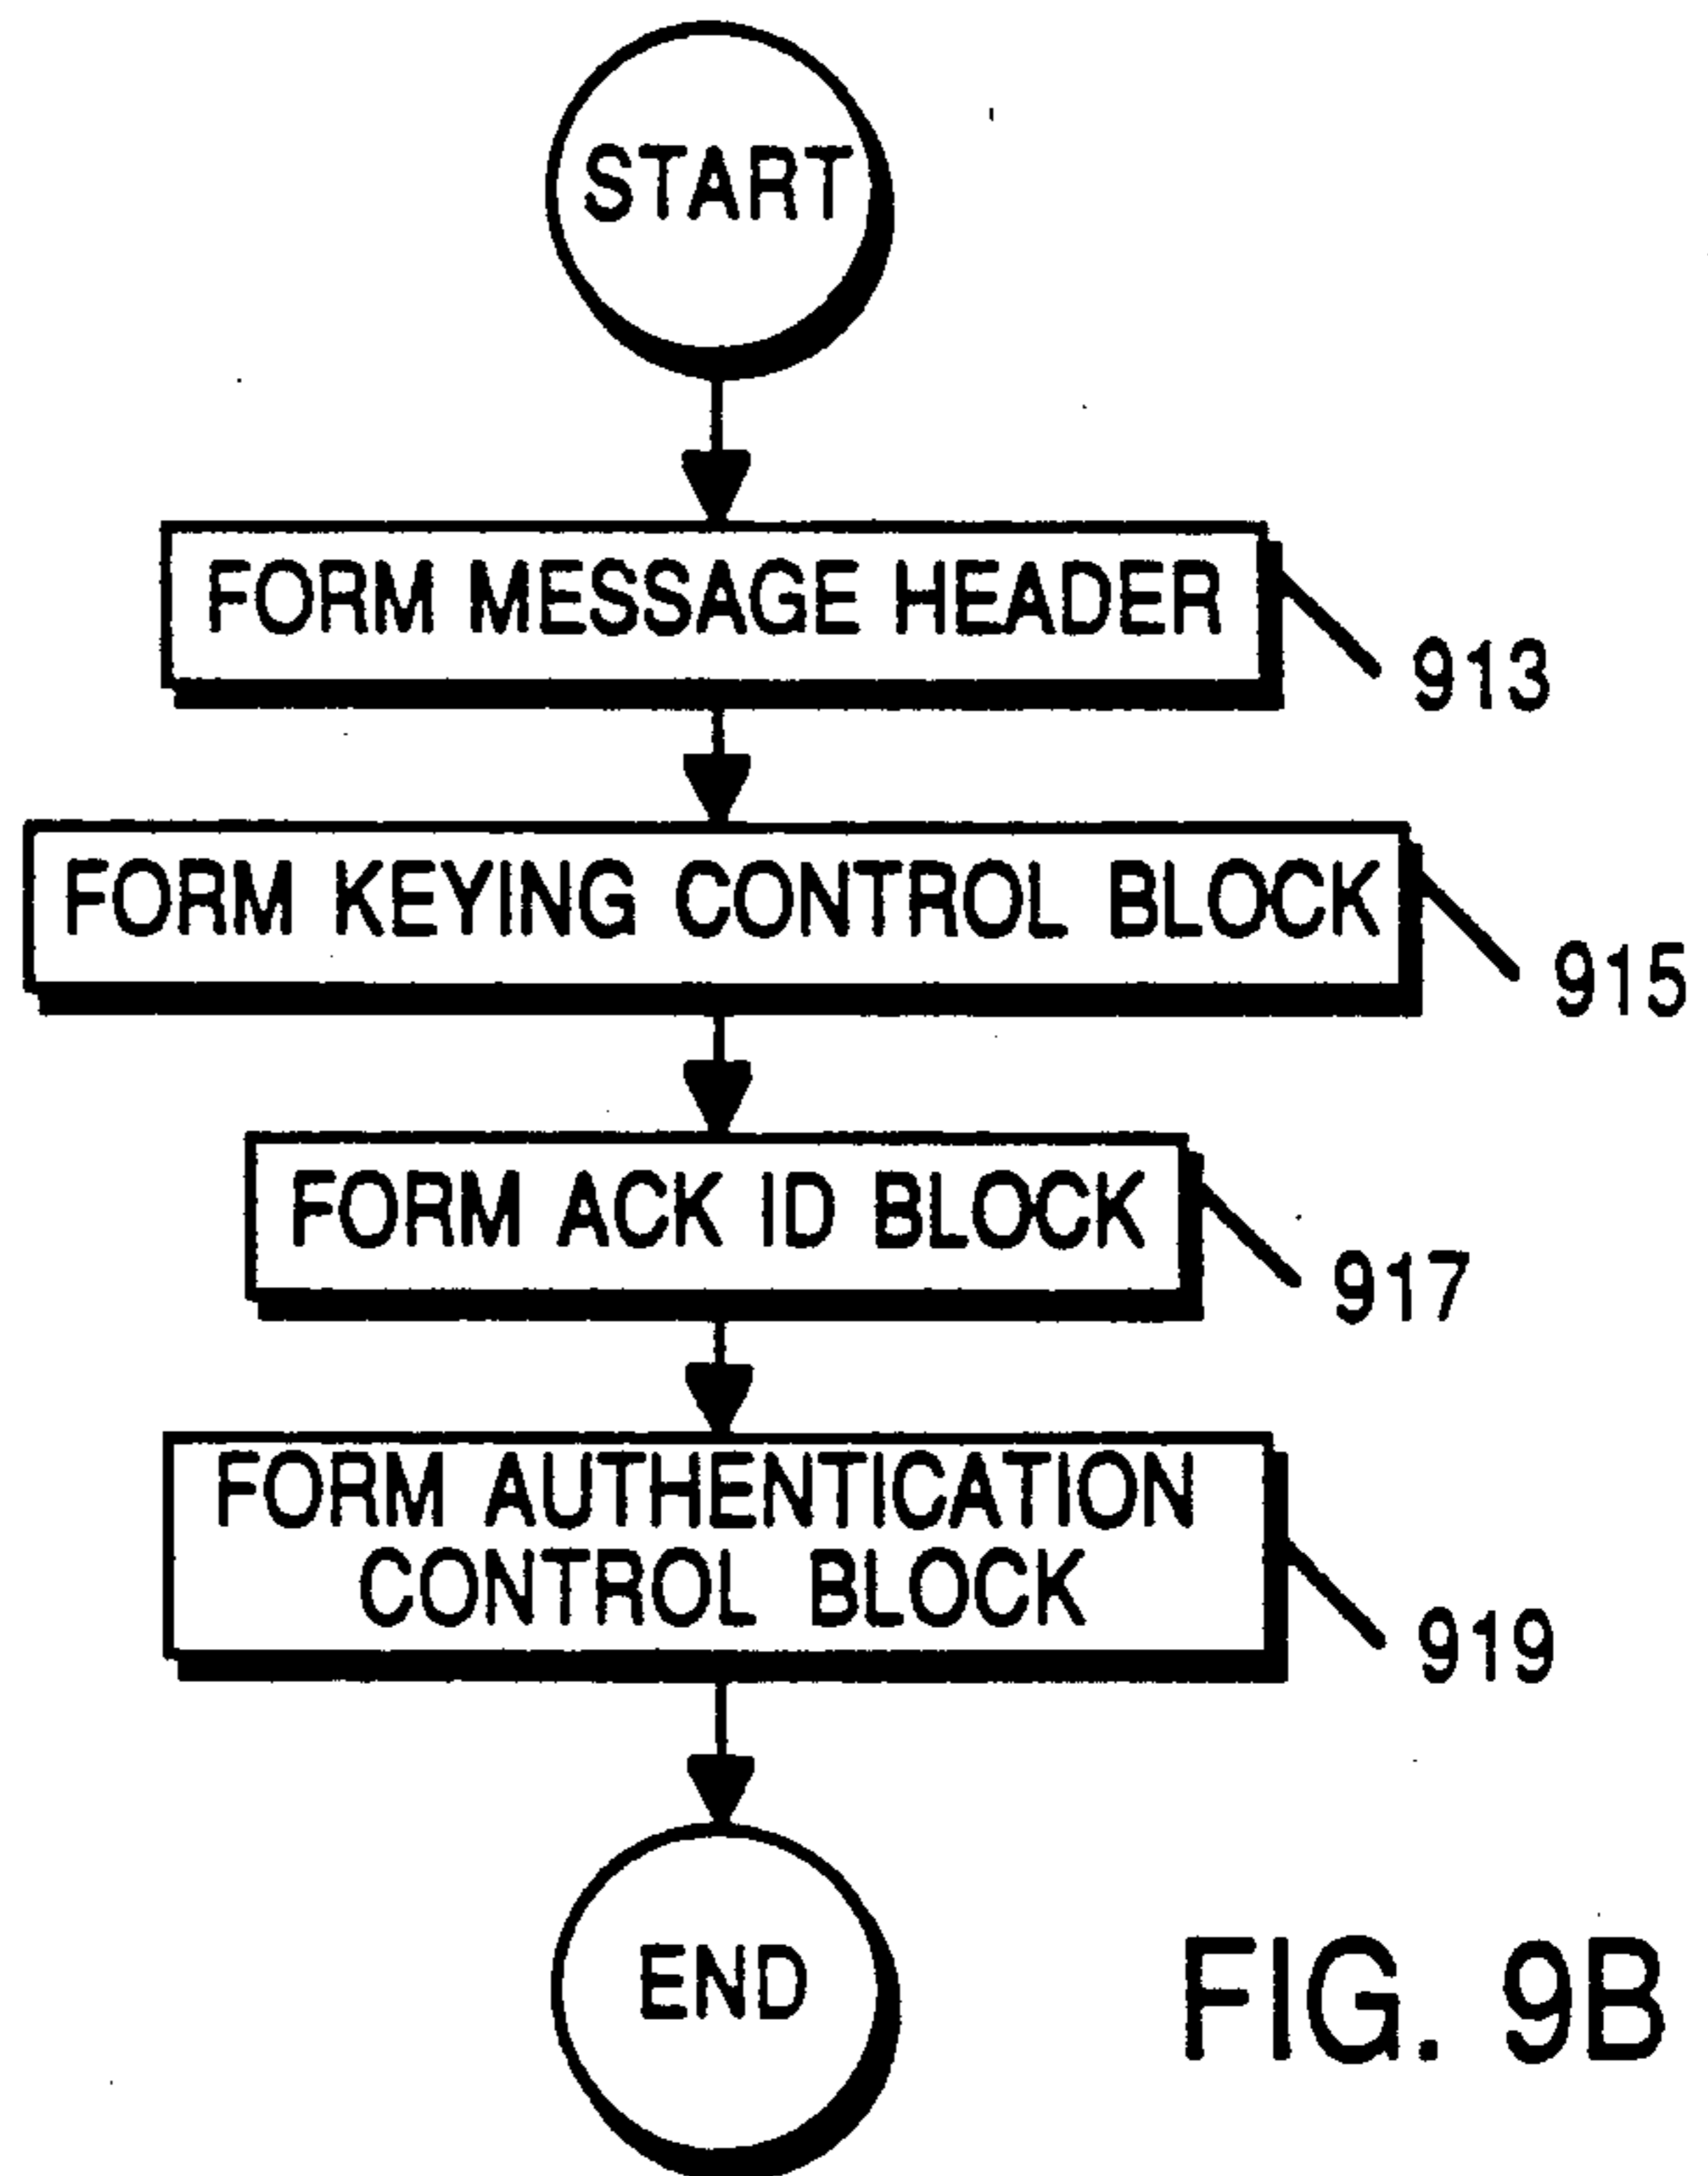 START
FORM MESSAGE HEADER
913
FORM KEYING CONTROL BLOCK
915
FORM ACK ID BLOCK
917
FORM AUTHENTICATION
CONTROL BLOCK
919
END
FIG. 9B